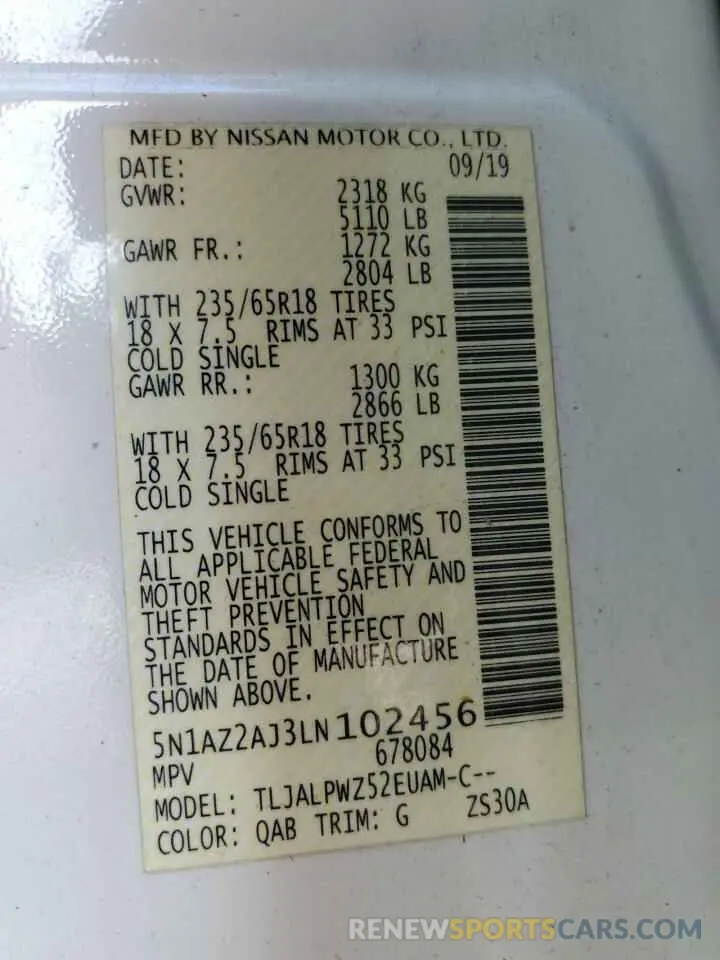 MFD BY NISSAN MOTOR CO., LTD.
DATE: 09/19
GVWR: 2318 KG
5110 LB
GAWR FR.: 1272 KG
2804 LB
WITH 235/65R18 TIRES
18 X 7.5 RIMS AT 33 PSI
COLD SINGLE
GAWR RR.: 1300 KG
2866 LB
WITH 235/65R18 TIRES
18 X 7.5 RIMS AT 33 PSI
COLD SINGLE
THIS VEHICLE CONFORMS TO
ALL APPLICABLE FEDERAL
MOTOR VEHICLE SAFETY AND
THEFT PREVENTION
STANDARDS IN EFFECT ON
THE DATE OF MANUFACTURE
SHOWN ABOVE.
5N1AZ2AJ3LN102456
MPV 678084
MODEL: TLJALPWZ52EUAM-C--
COLOR: QAB TRIM: G ZS30A
RENEWSPORTSCARS.COM